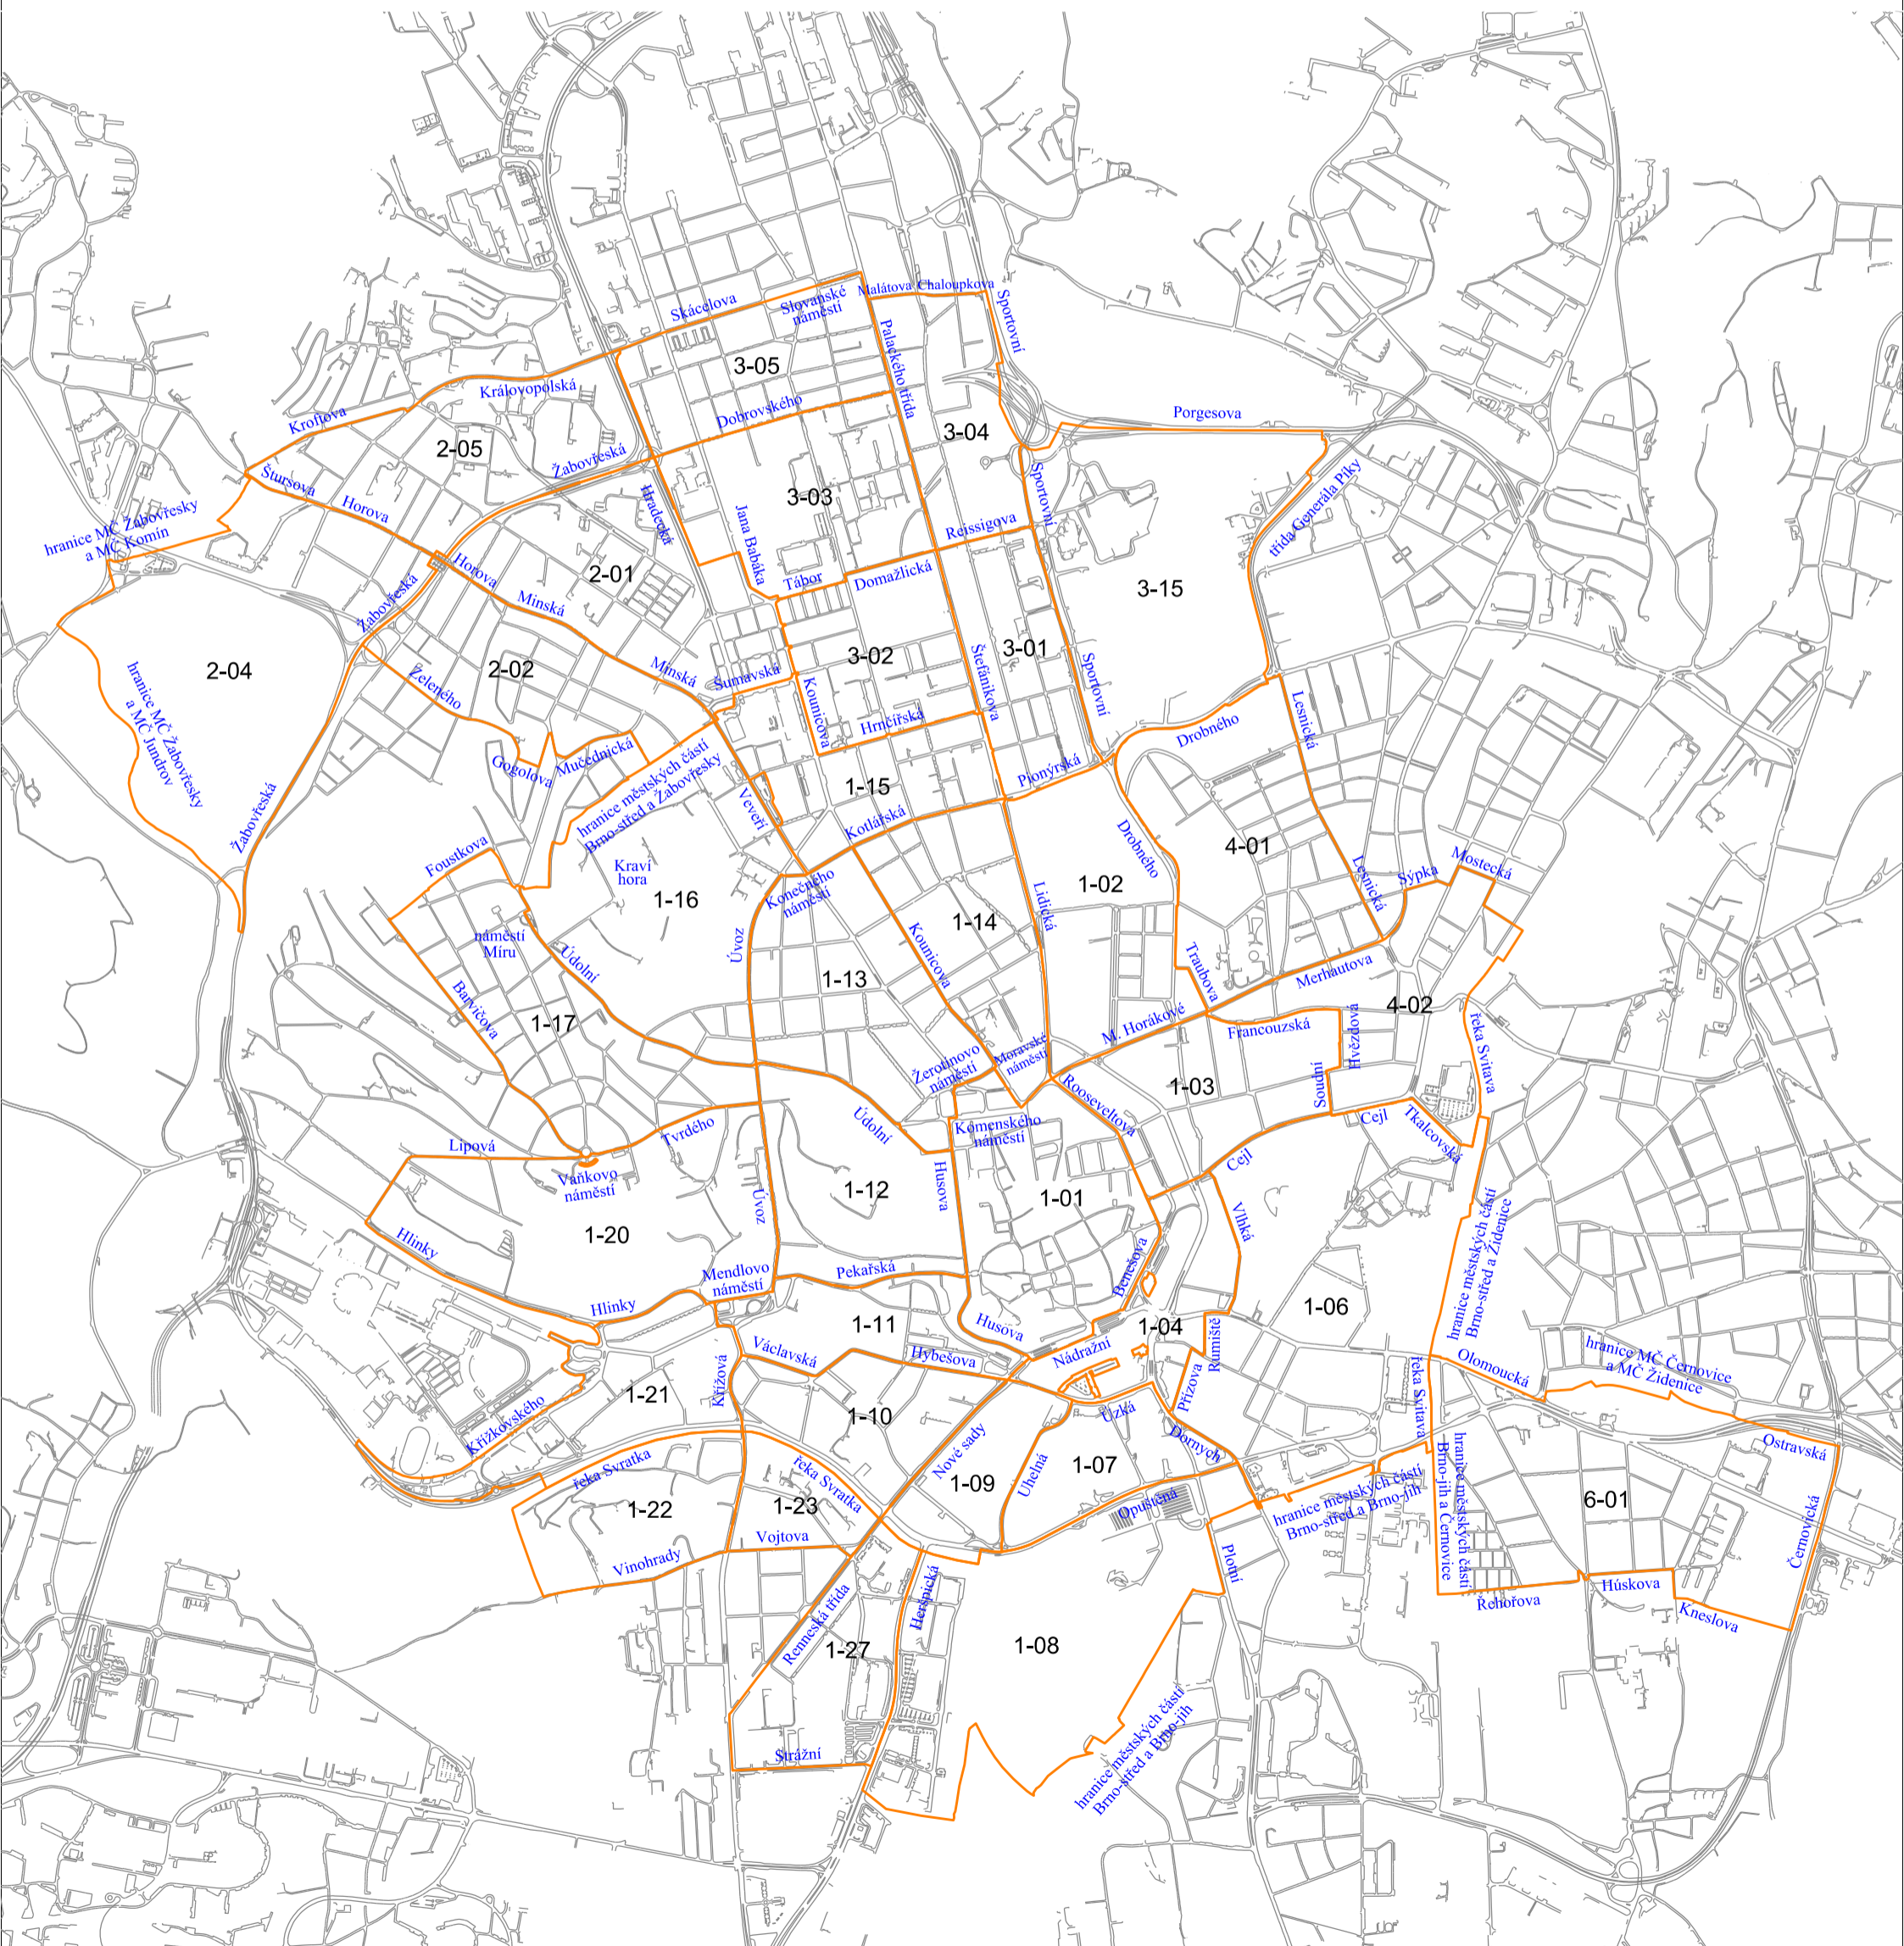 Skácelova
Slovanské
náměstí
Malátova
Chaloupkova
Sportovní
Palackého třída
3-05
Královopolská
Kroftova
Dobrovského
Porgesova
3-04
2-05
Žabovřeská
Štursova
Horova
Hradecká
3-03
Sportovní
třída Generála Píky
hranice MČ Žabovřesky
a MČ Komín
Jana Babáka
Reissigova
Horova
2-01
Tábor
Domažlická
3-15
Žabovřeská
Minská
2-04
2-02
Minská
Šumavská
3-02
Štefánikova
3-01
Sportovní
hranice MČ Žabovřesky
a MČ Jundrov
Zeleného
Kounicova
Hrnčířská
Drobného
Lesnická
Gogolova
Mučednická
hranice městských částí
Brno-střed a Žabovřesky
Pionýrská
Žabovřeská
Veveří
1-15
Kotlářská
Drobného
4-01
Foustkova
Kraví
hora
1-16
Konečného
náměstí
1-02
Lesnická
Sýpka
Mostecká
náměstí
Míru
Údolní
Úvoz
Kounicova
1-14
Lidická
1-13
Barvičova
Traubova
Merhautova
4-02
1-17
M. Horákové
Francouzská
Hvězdova
řeka Svitava
Žerotínovo
náměstí
Moravské
náměstí
1-03
Soudní
Rooseveltova
Údolní
Komenského
náměstí
Cejl
Tkalcovská
Lipová
Tvrdého
Vaňkovo
náměstí
Cejl
Husova
1-12
1-01
Úvoz
Vlhká
hranice městských částí
Brno-střed a Židenice
1-20
Hlinky
Mendlovo
náměstí
Pekařská
Benešova
Hlinky
1-11
Husova
1-04
1-06
Václavská
Hybešova
Nádražní
Rumiště
Olomoucká
hranice MČ Černovice
a MČ Židenice
Křížová
1-21
Přízova
řeka Svitava
1-10
Úzká
Křížkovského
Dornych
Ostravská
řeka Svratka
řeka Svratka
Nové sady
1-09
Uhelná
1-07
hranice městských částí
Brno-jih a Černovice
1-22
1-23
Opuštěná
hranice městských částí
Brno-střed a Brno-jih
6-01
Vojtova
Černovická
Vinohrady
Plotní
Heršpická
Řehořova
Húskova
Kneslova
Renneská třída
1-27
1-08
hranice městských částí
Brno-střed a Brno-jih
Strážní